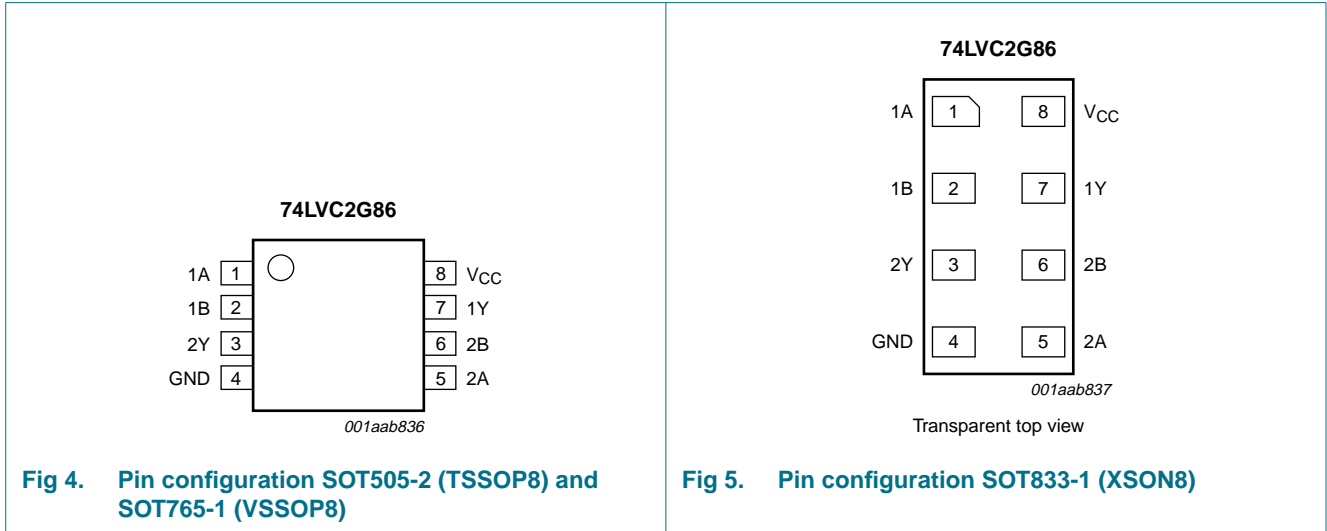 74LVC2G86
1A 1 8 VCC
1B 2 7 1Y
2Y 3 6 2B
GND 4 5 2A
001aab836
Fig 4. Pin configuration SOT505-2 (TSSOP8) and
SOT765-1 (VSSOP8)
74LVC2G86
1A 1 8 VCC
1B 2 7 1Y
2Y 3 6 2B
GND 4 5 2A
001aab837
Transparent top view
Fig 5. Pin configuration SOT833-1 (XSON8)